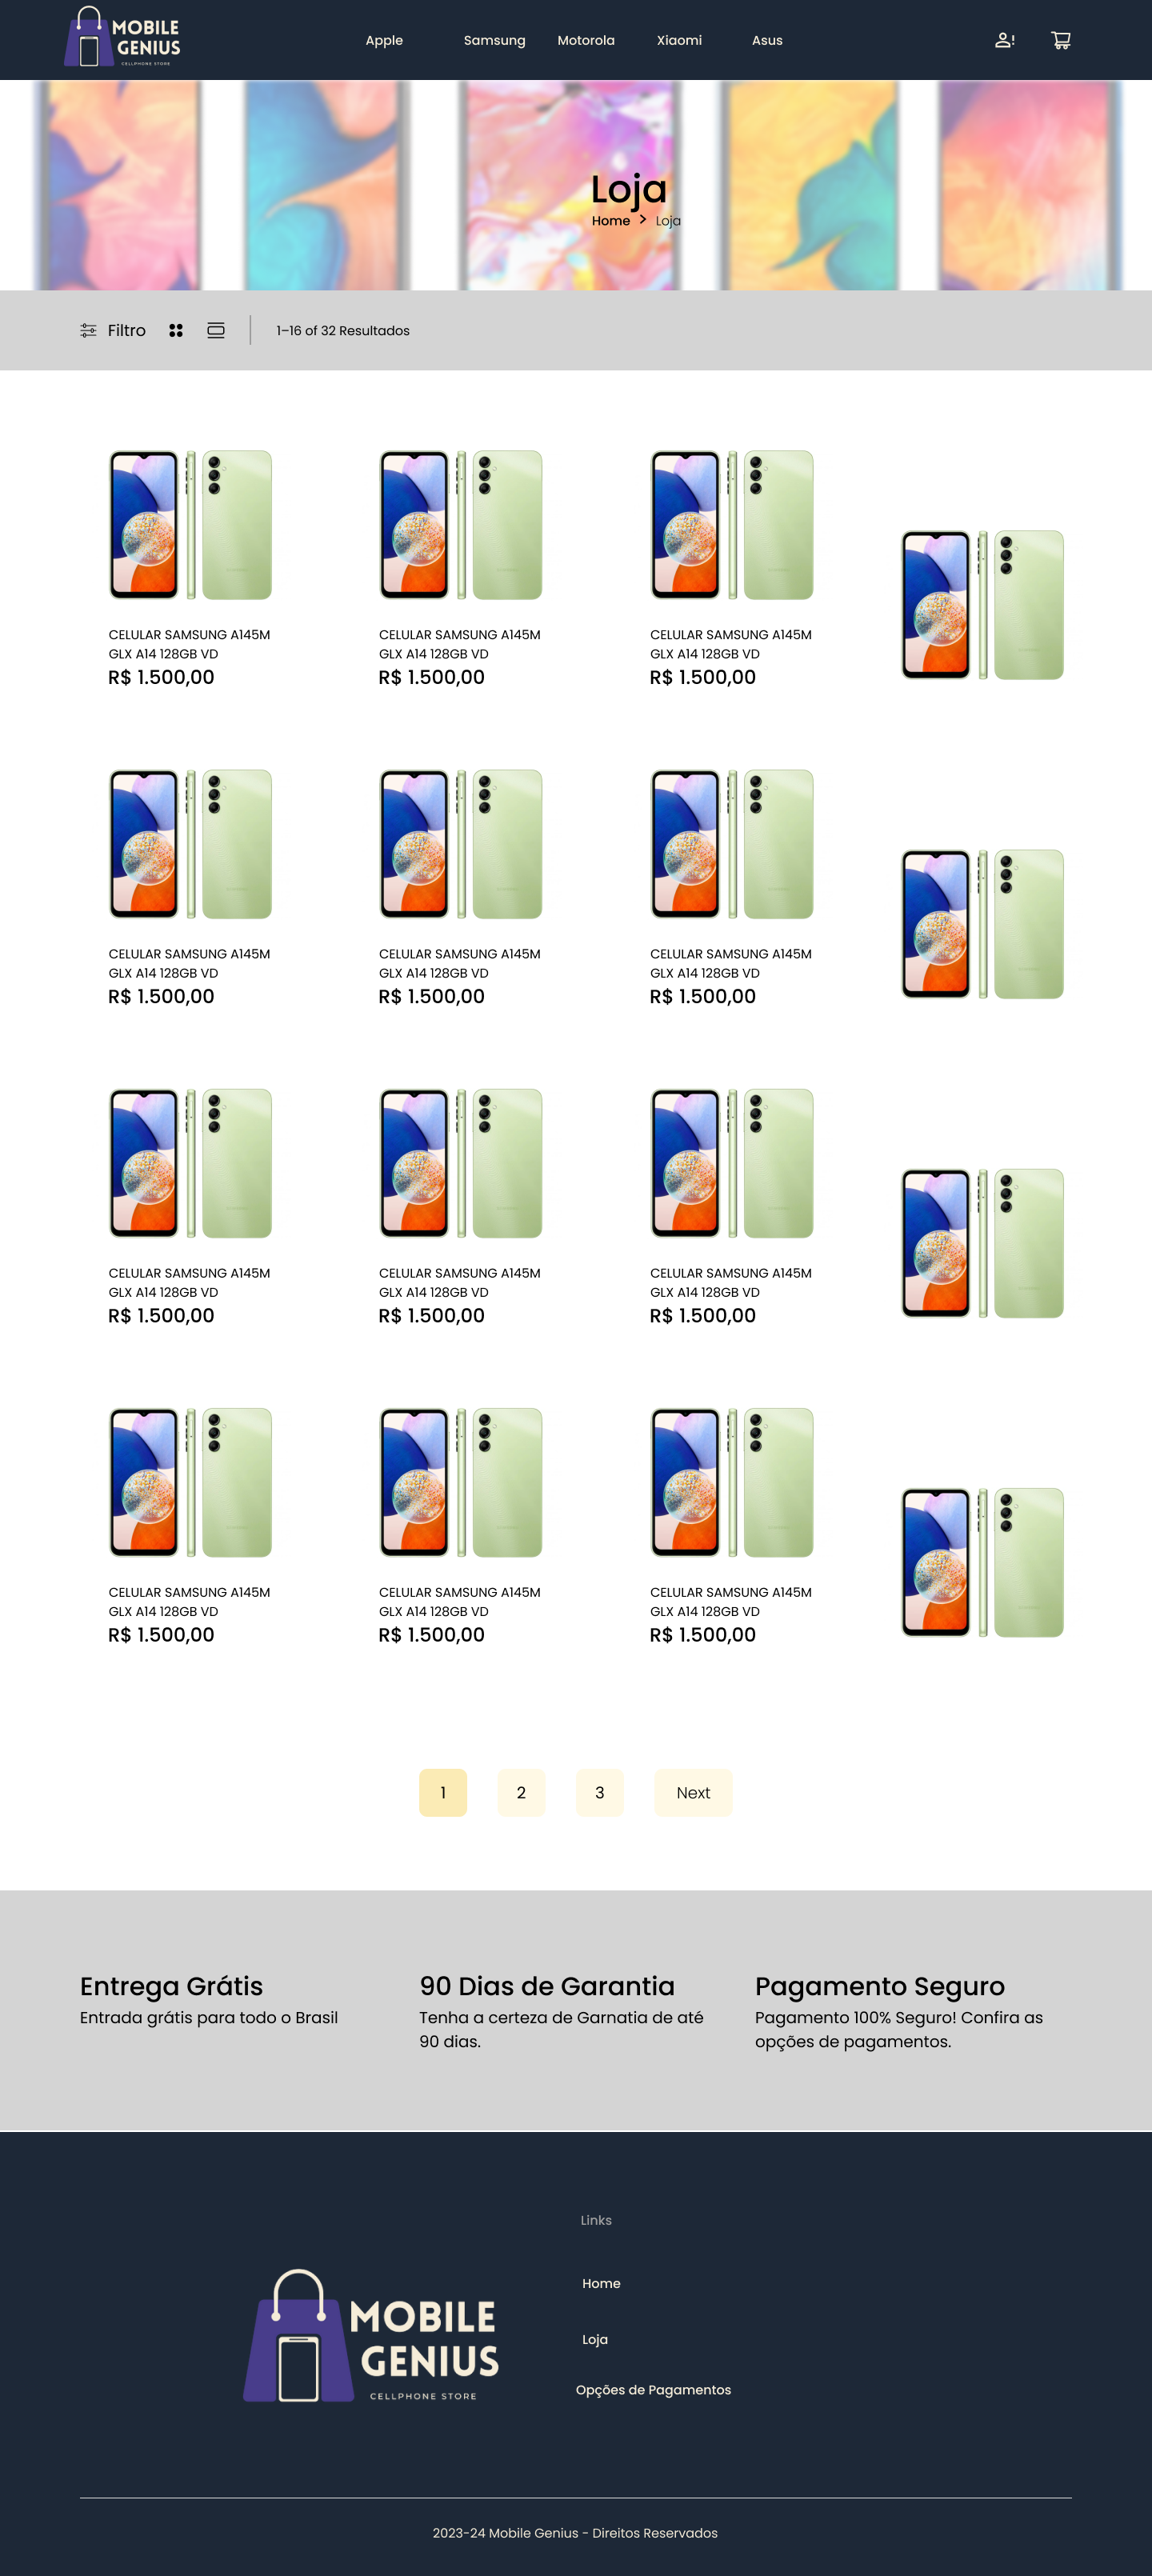 MOBILE
GENIUS
CELLPHONE STORE
Apple Samsung Motorola Xiaomi Asus
Loja
Home > Loja
Filtro
1–16 of 32 Resultados
CELULAR SAMSUNG A145M CELULAR SAMSUNG A145M CELULAR SAMSUNG A145M
GLX A14 128GB VD GLX A14 128GB VD GLX A14 128GB VD
R$ 1.500,00 R$ 1.500,00 R$ 1.500,00
CELULAR SAMSUNG A145M CELULAR SAMSUNG A145M CELULAR SAMSUNG A145M
GLX A14 128GB VD GLX A14 128GB VD GLX A14 128GB VD
R$ 1.500,00 R$ 1.500,00 R$ 1.500,00
CELULAR SAMSUNG A145M CELULAR SAMSUNG A145M CELULAR SAMSUNG A145M
GLX A14 128GB VD GLX A14 128GB VD GLX A14 128GB VD
R$ 1.500,00 R$ 1.500,00 R$ 1.500,00
CELULAR SAMSUNG A145M CELULAR SAMSUNG A145M CELULAR SAMSUNG A145M
GLX A14 128GB VD GLX A14 128GB VD GLX A14 128GB VD
R$ 1.500,00 R$ 1.500,00 R$ 1.500,00
1 2 3 Next
Entrega Grátis
Entrada grátis para todo o Brasil
90 Dias de Garantia
Tenha a certeza de Garnatia de até
90 dias.
Pagamento Seguro
Pagamento 100% Seguro! Confira as
opções de pagamentos.
MOBILE
GENIUS
CELLPHONE STORE
Links
Home
Loja
Opções de Pagamentos
2023-24 Mobile Genius - Direitos Reservados